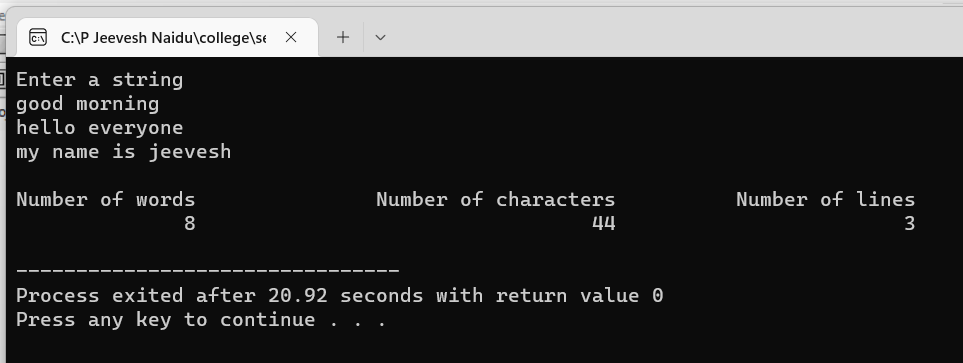 C:\P Jeevesh Naidu\college\se
Enter a string
good morning
hello everyone
my name is jeevesh
Number of words Number of characters Number of lines
8 44 3
--------------------------------
Process exited after 20.92 seconds with return value 0
Press any key to continue . . .